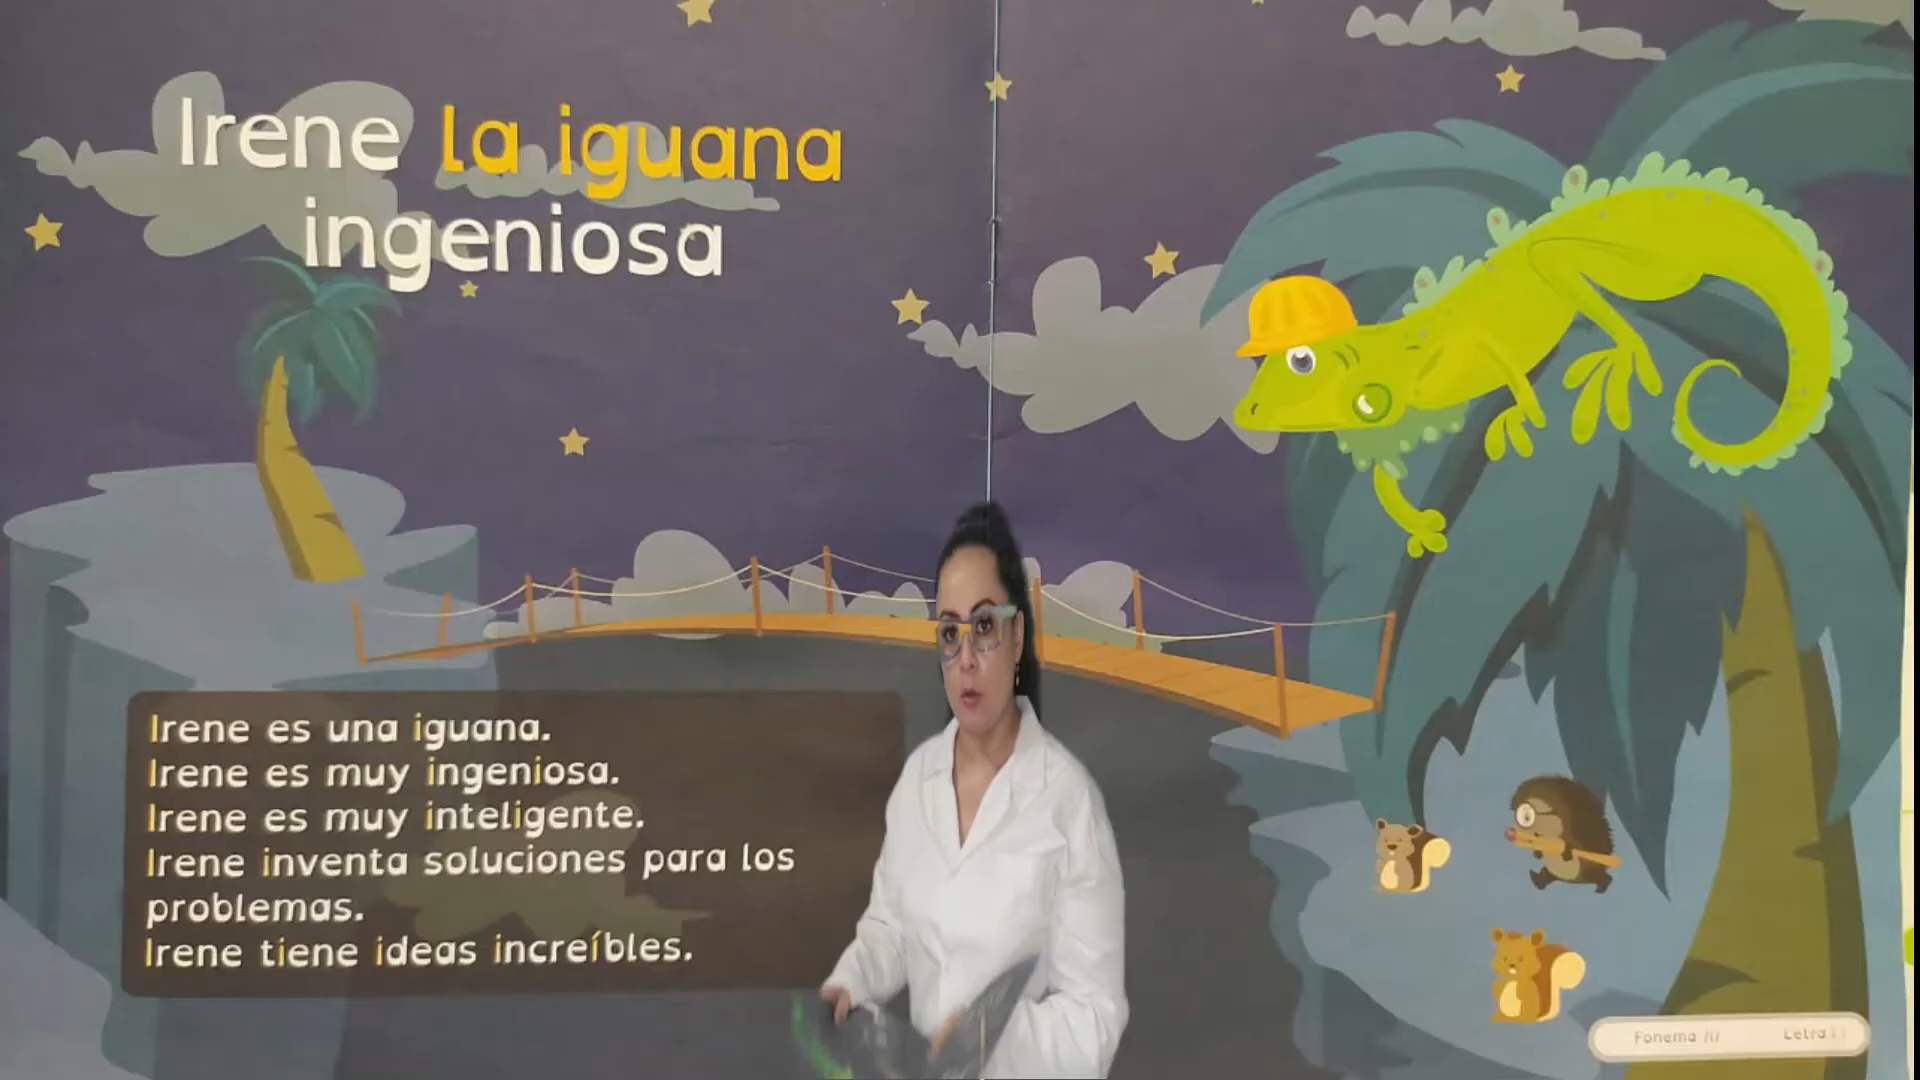 Irene la iguana
ingeniosa
Irene es una iguana.
Irene es muy ingeniosa.
Irene es muy inteligente.
Irene inventa soluciones para los
problemas.
Irene tiene ideas increíbles.
Fonema
Letra